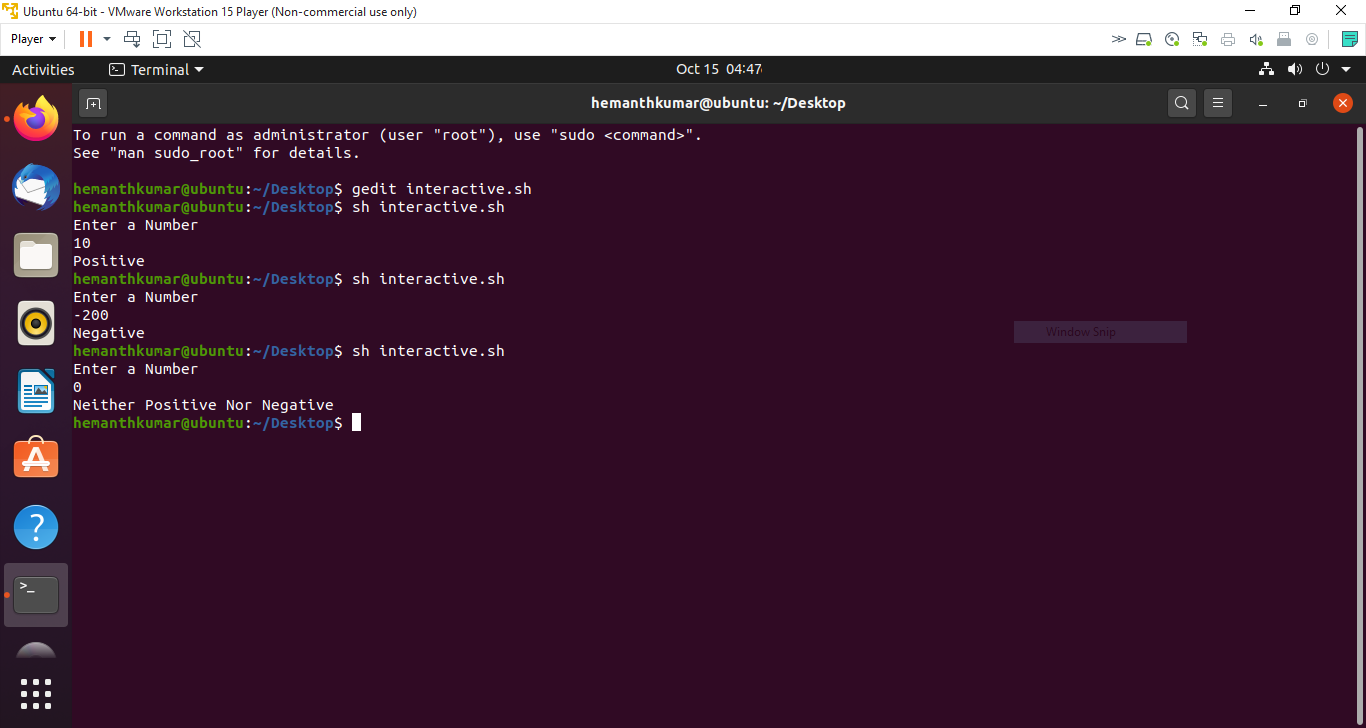 Ubuntu 64-bit - VMware Workstation 15 Player (Non-commercial use only)
Player
Activities
Terminal
Oct 15 04:47
hemanthkumar@ubuntu: ~/Desktop
To run a command as administrator (user "root"), use "sudo <command>".
See "man sudo_root" for details.
hemanthkumar@ubuntu:~/Desktop$ gedit interactive.sh
hemanthkumar@ubuntu:~/Desktop$ sh interactive.sh
Enter a Number
10
Positive
hemanthkumar@ubuntu:~/Desktop$ sh interactive.sh
Enter a Number
-200
Negative
Window Snip
hemanthkumar@ubuntu:~/Desktop$ sh interactive.sh
Enter a Number
0
Neither Positive Nor Negative
hemanthkumar@ubuntu:~/Desktop$